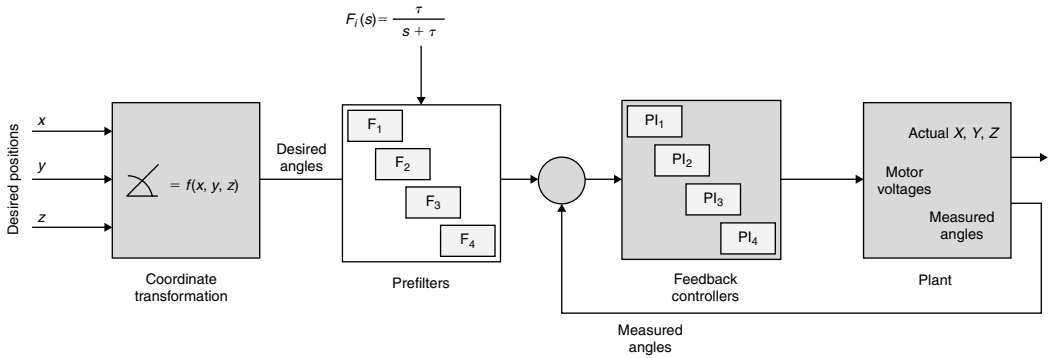 F_i(s) = τ / (s + τ)
Desired positions
x
y
z
∡ = f(x, y, z)
Coordinate
transformation
Desired
angles
F₁
F₂
F₃
F₄
Prefilters
PI₁
PI₂
PI₃
PI₄
Feedback
controllers
Actual X, Y, Z
Motor
voltages
Measured
angles
Plant
Measured
angles